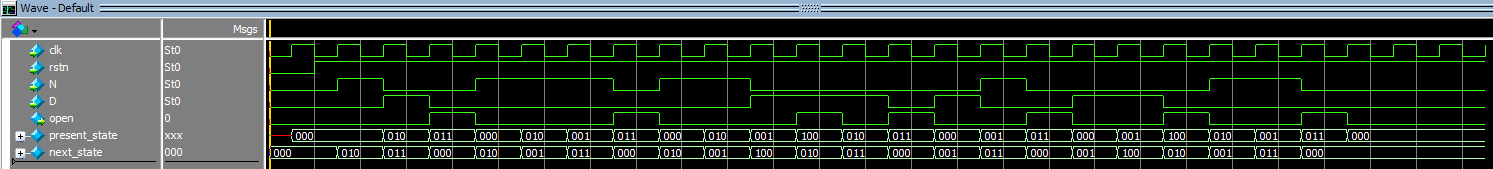 Wave - Default
Msgs
clk St0
rstn St0
N St0
D St0
open 0
present_state xxx 000 010 011 000 010 001 011 000 010 001 100 010 011 000 001 011 000 001 100 010 001 011 000
next_state 000 000 010 011 000 010 001 011 000 010 001 100 010 011 000 001 011 000 001 100 010 001 011 000